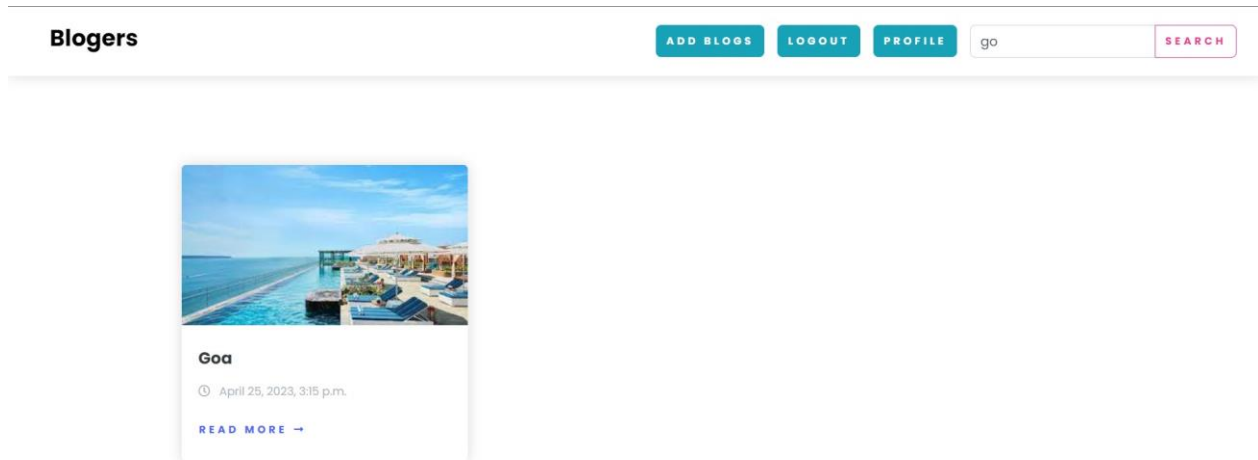 Blogers
ADD BLOGS LOGOUT PROFILE go SEARCH
Goa
April 25, 2023, 3:15 p.m.
READ MORE →